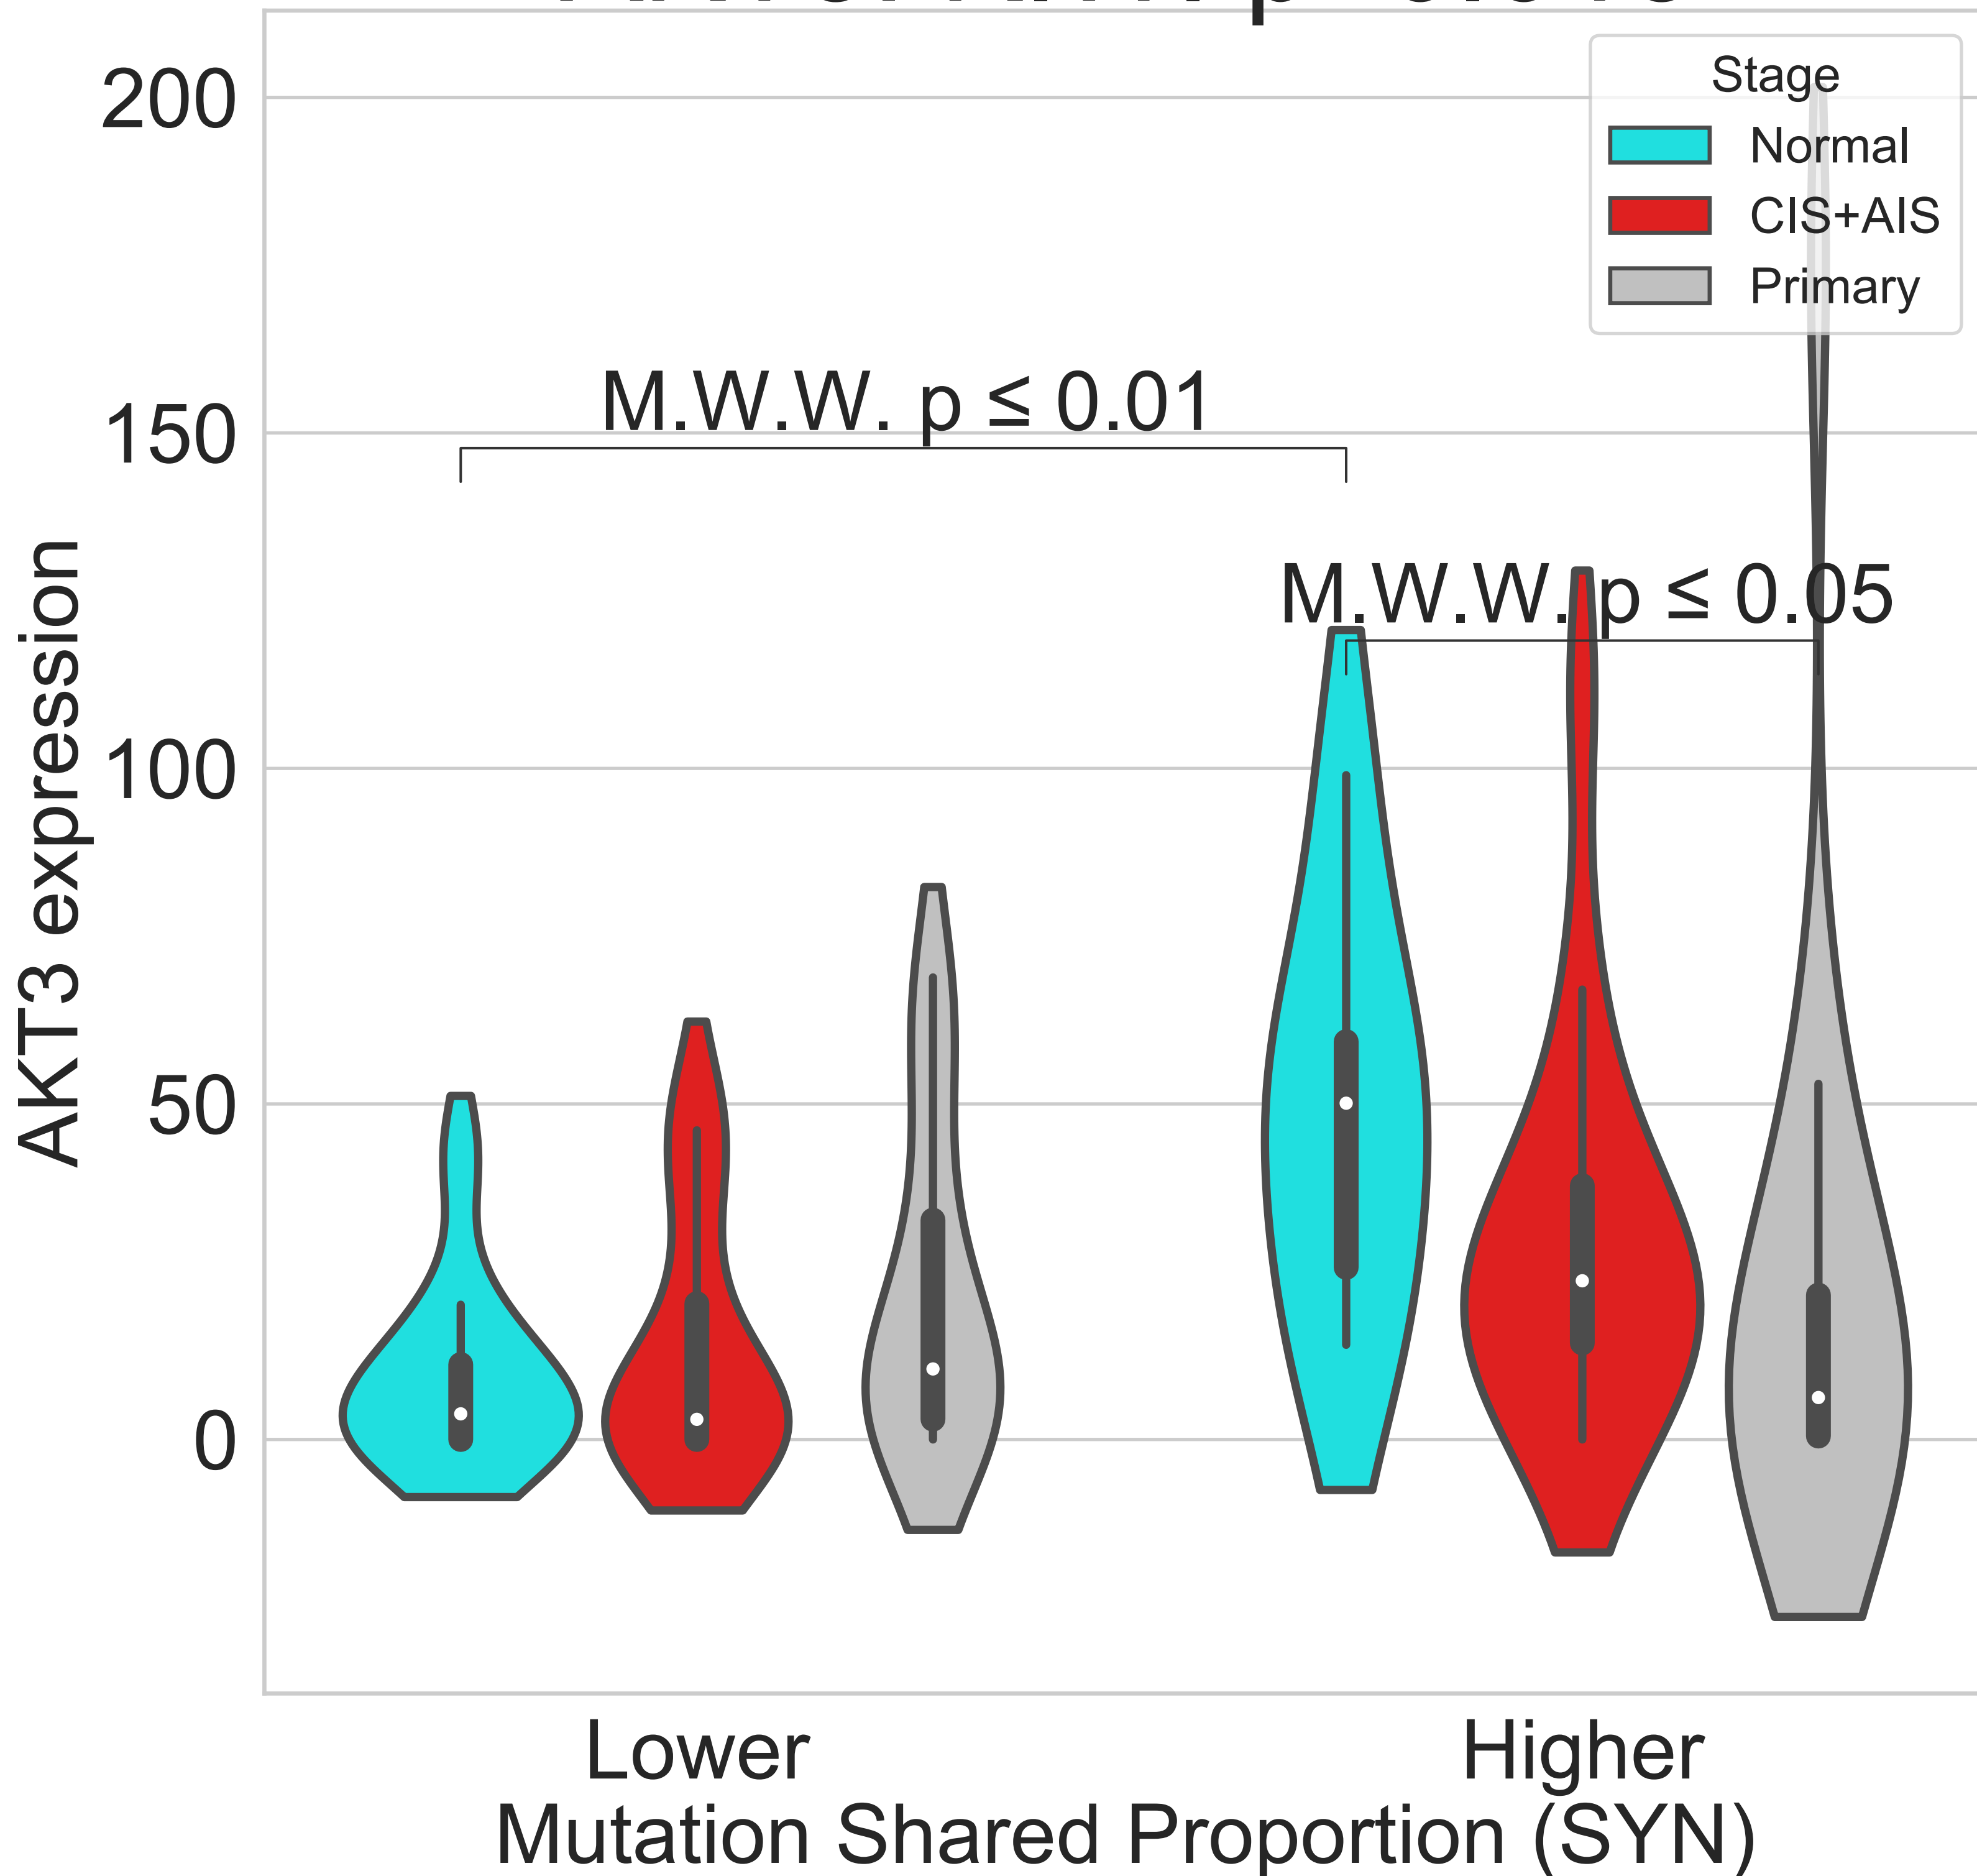 Stage
Normal
CIS+AIS
Primary
200
150
100
50
0
AKT3 expression
M.W.W. p ≤ 0.01
M.W.W. p ≤ 0.05
Lower
Higher
Mutation Shared Proportion (SYN)